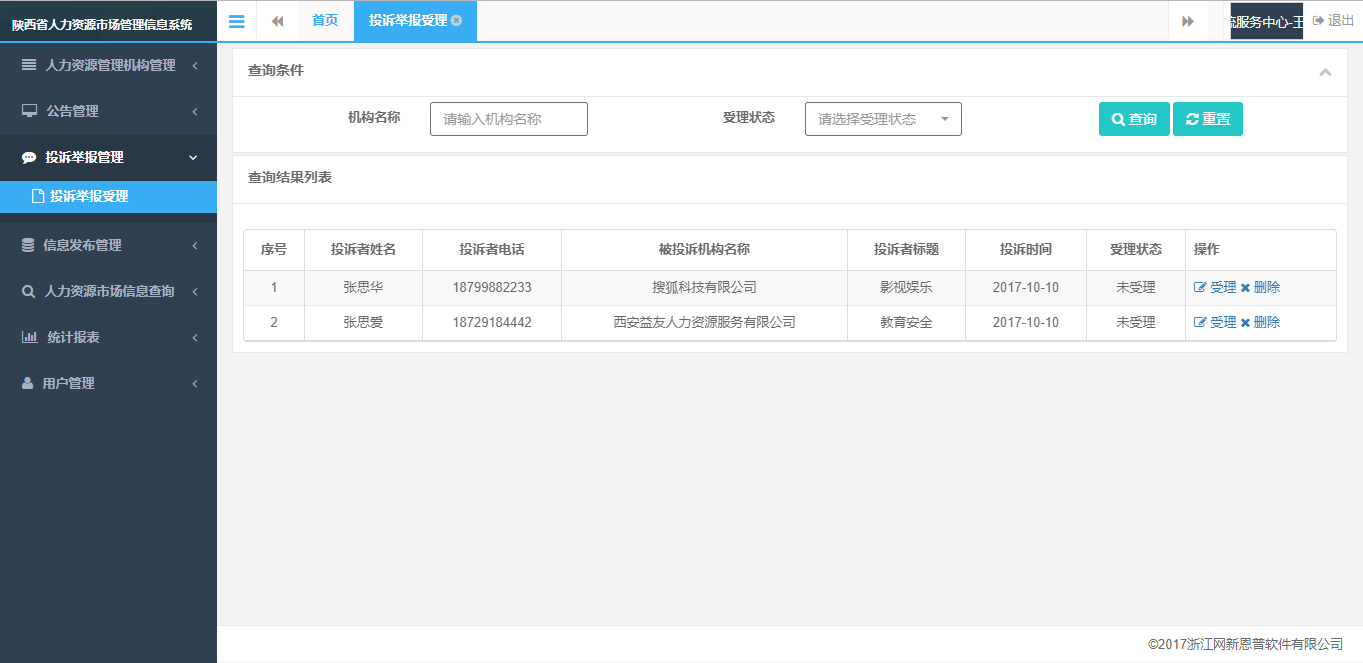 陕西省人力资源市场管理信息系统
首页
投诉举报受理
服务中心-王
退出
人力资源管理机构管理
公告管理
投诉举报管理
投诉举报受理
信息发布管理
人力资源市场信息查询
统计报表
用户管理
查询条件
机构名称 请输入机构名称 受理状态 请选择受理状态 查询 重置
查询结果列表
序号 投诉者姓名 投诉者电话 被投诉机构名称 投诉者标题 投诉时间 受理状态 操作
1 张思华 18799882233 搜狐科技有限公司 影视娱乐 2017-10-10 未受理 受理 删除
2 张思爱 18729184442 西安益友人力资源服务有限公司 教育安全 2017-10-10 未受理 受理 删除
©2017浙江网新恩普软件有限公司